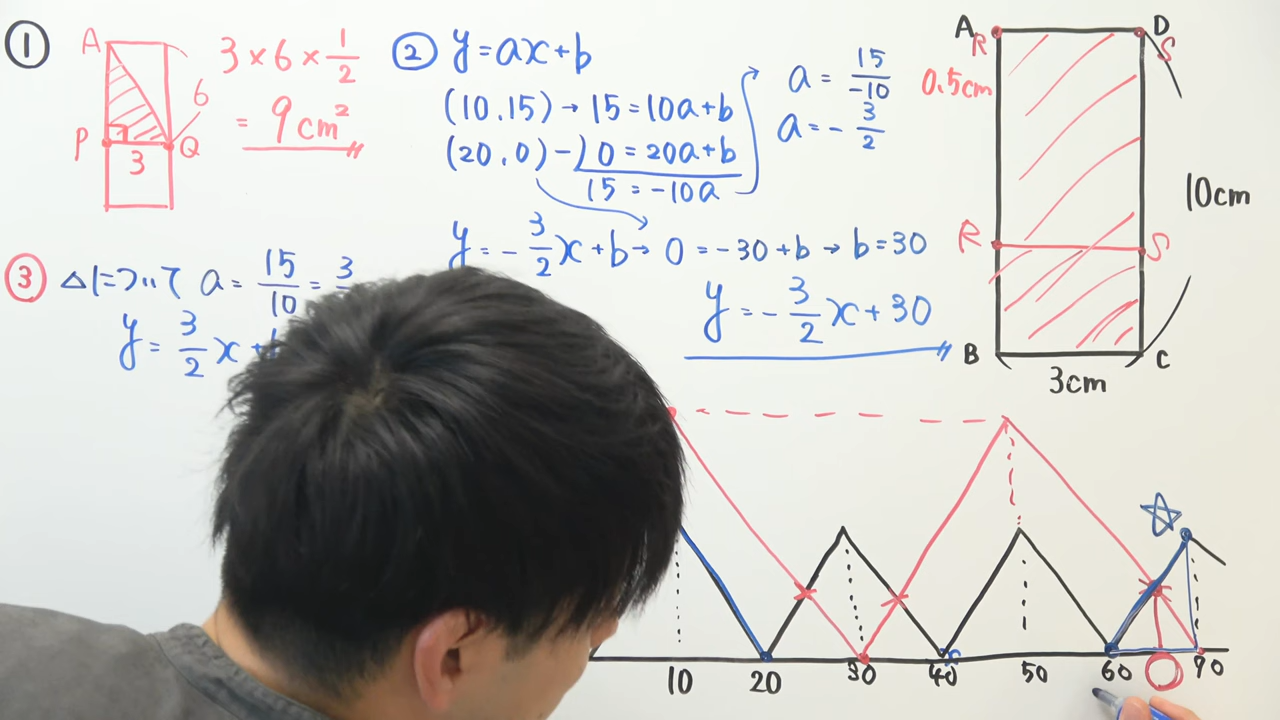 ①
A
P
Q
6
3
3×6×1/2
= 9cm²
② y=ax+b
(10.15)→15=10a+b
(20.0)-)0=20a+b
15=-10a
a=15/-10
a=-3/2
y=-3/2x+b→0=-30+b→b=30
y=-3/2x+30
③ △について a=15/10=3
y=3/2x+
A
R
D
S
0.5cm
10cm
R
S
B
C
3cm
☆
10 20 30 40 50 60 ○ 70